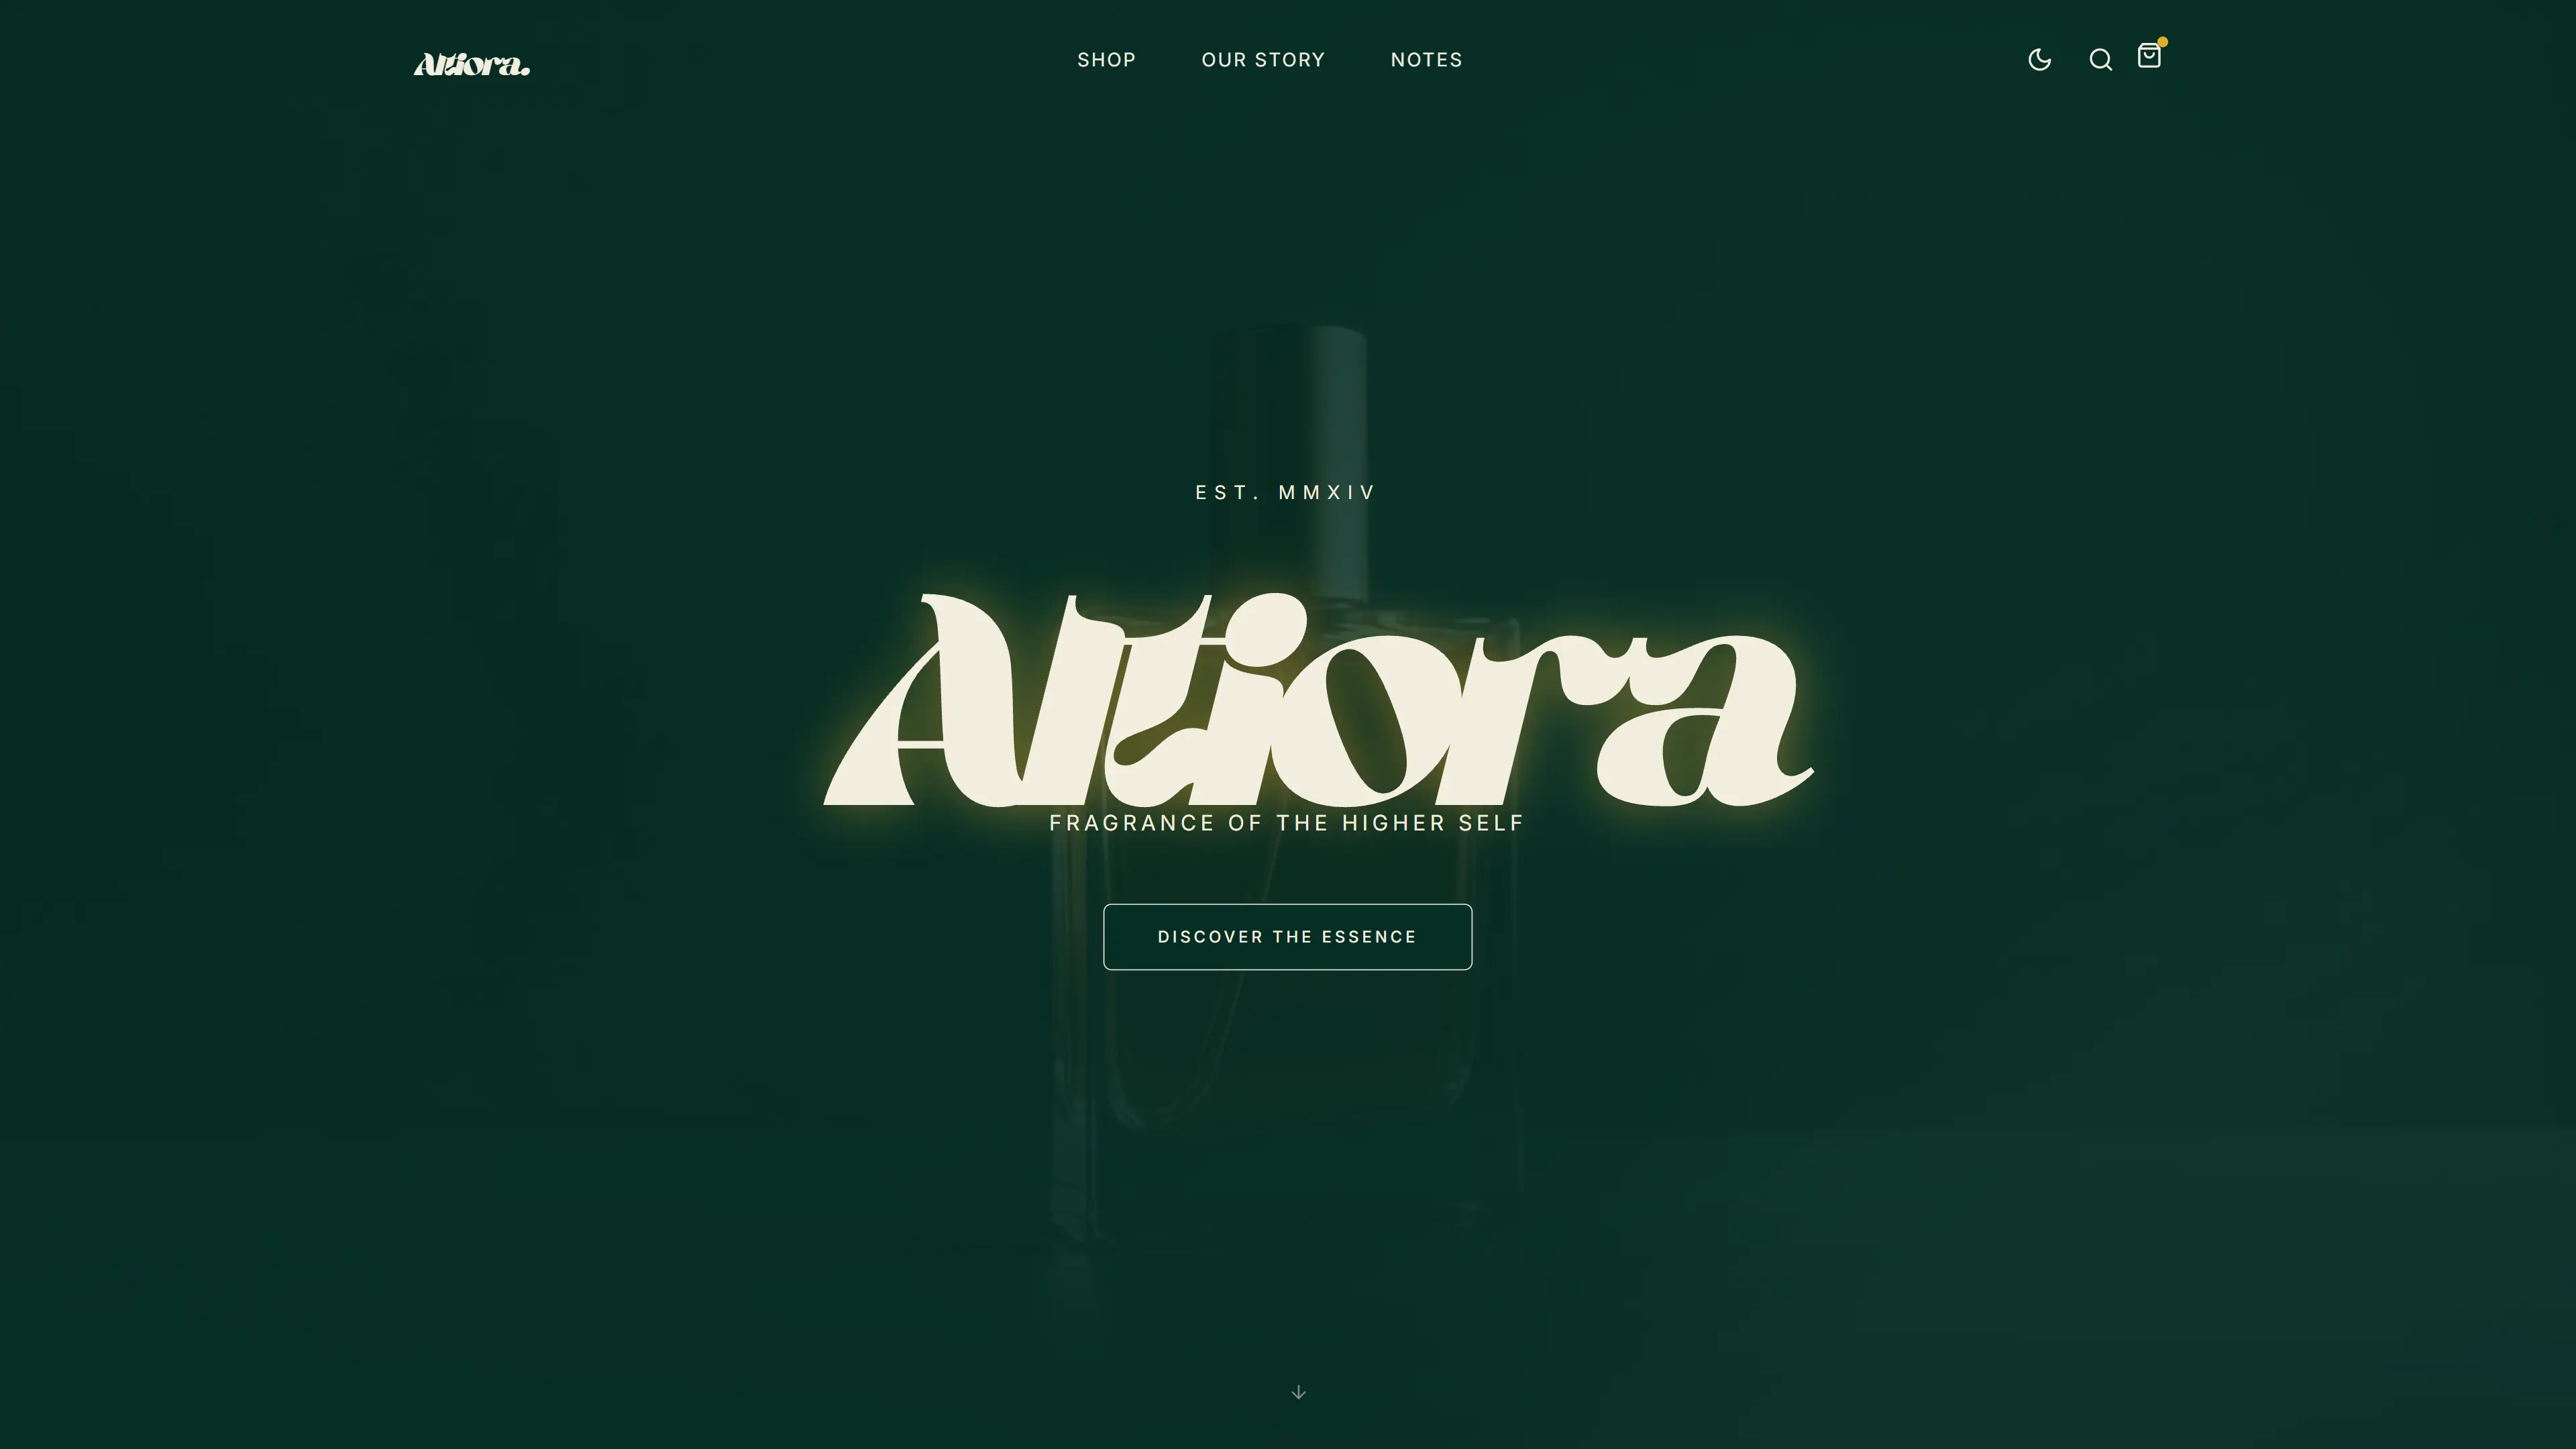 Altiora.
SHOP
OUR STORY
NOTES
EST. MMXIV
Altiora
FRAGRANCE OF THE HIGHER SELF
DISCOVER THE ESSENCE